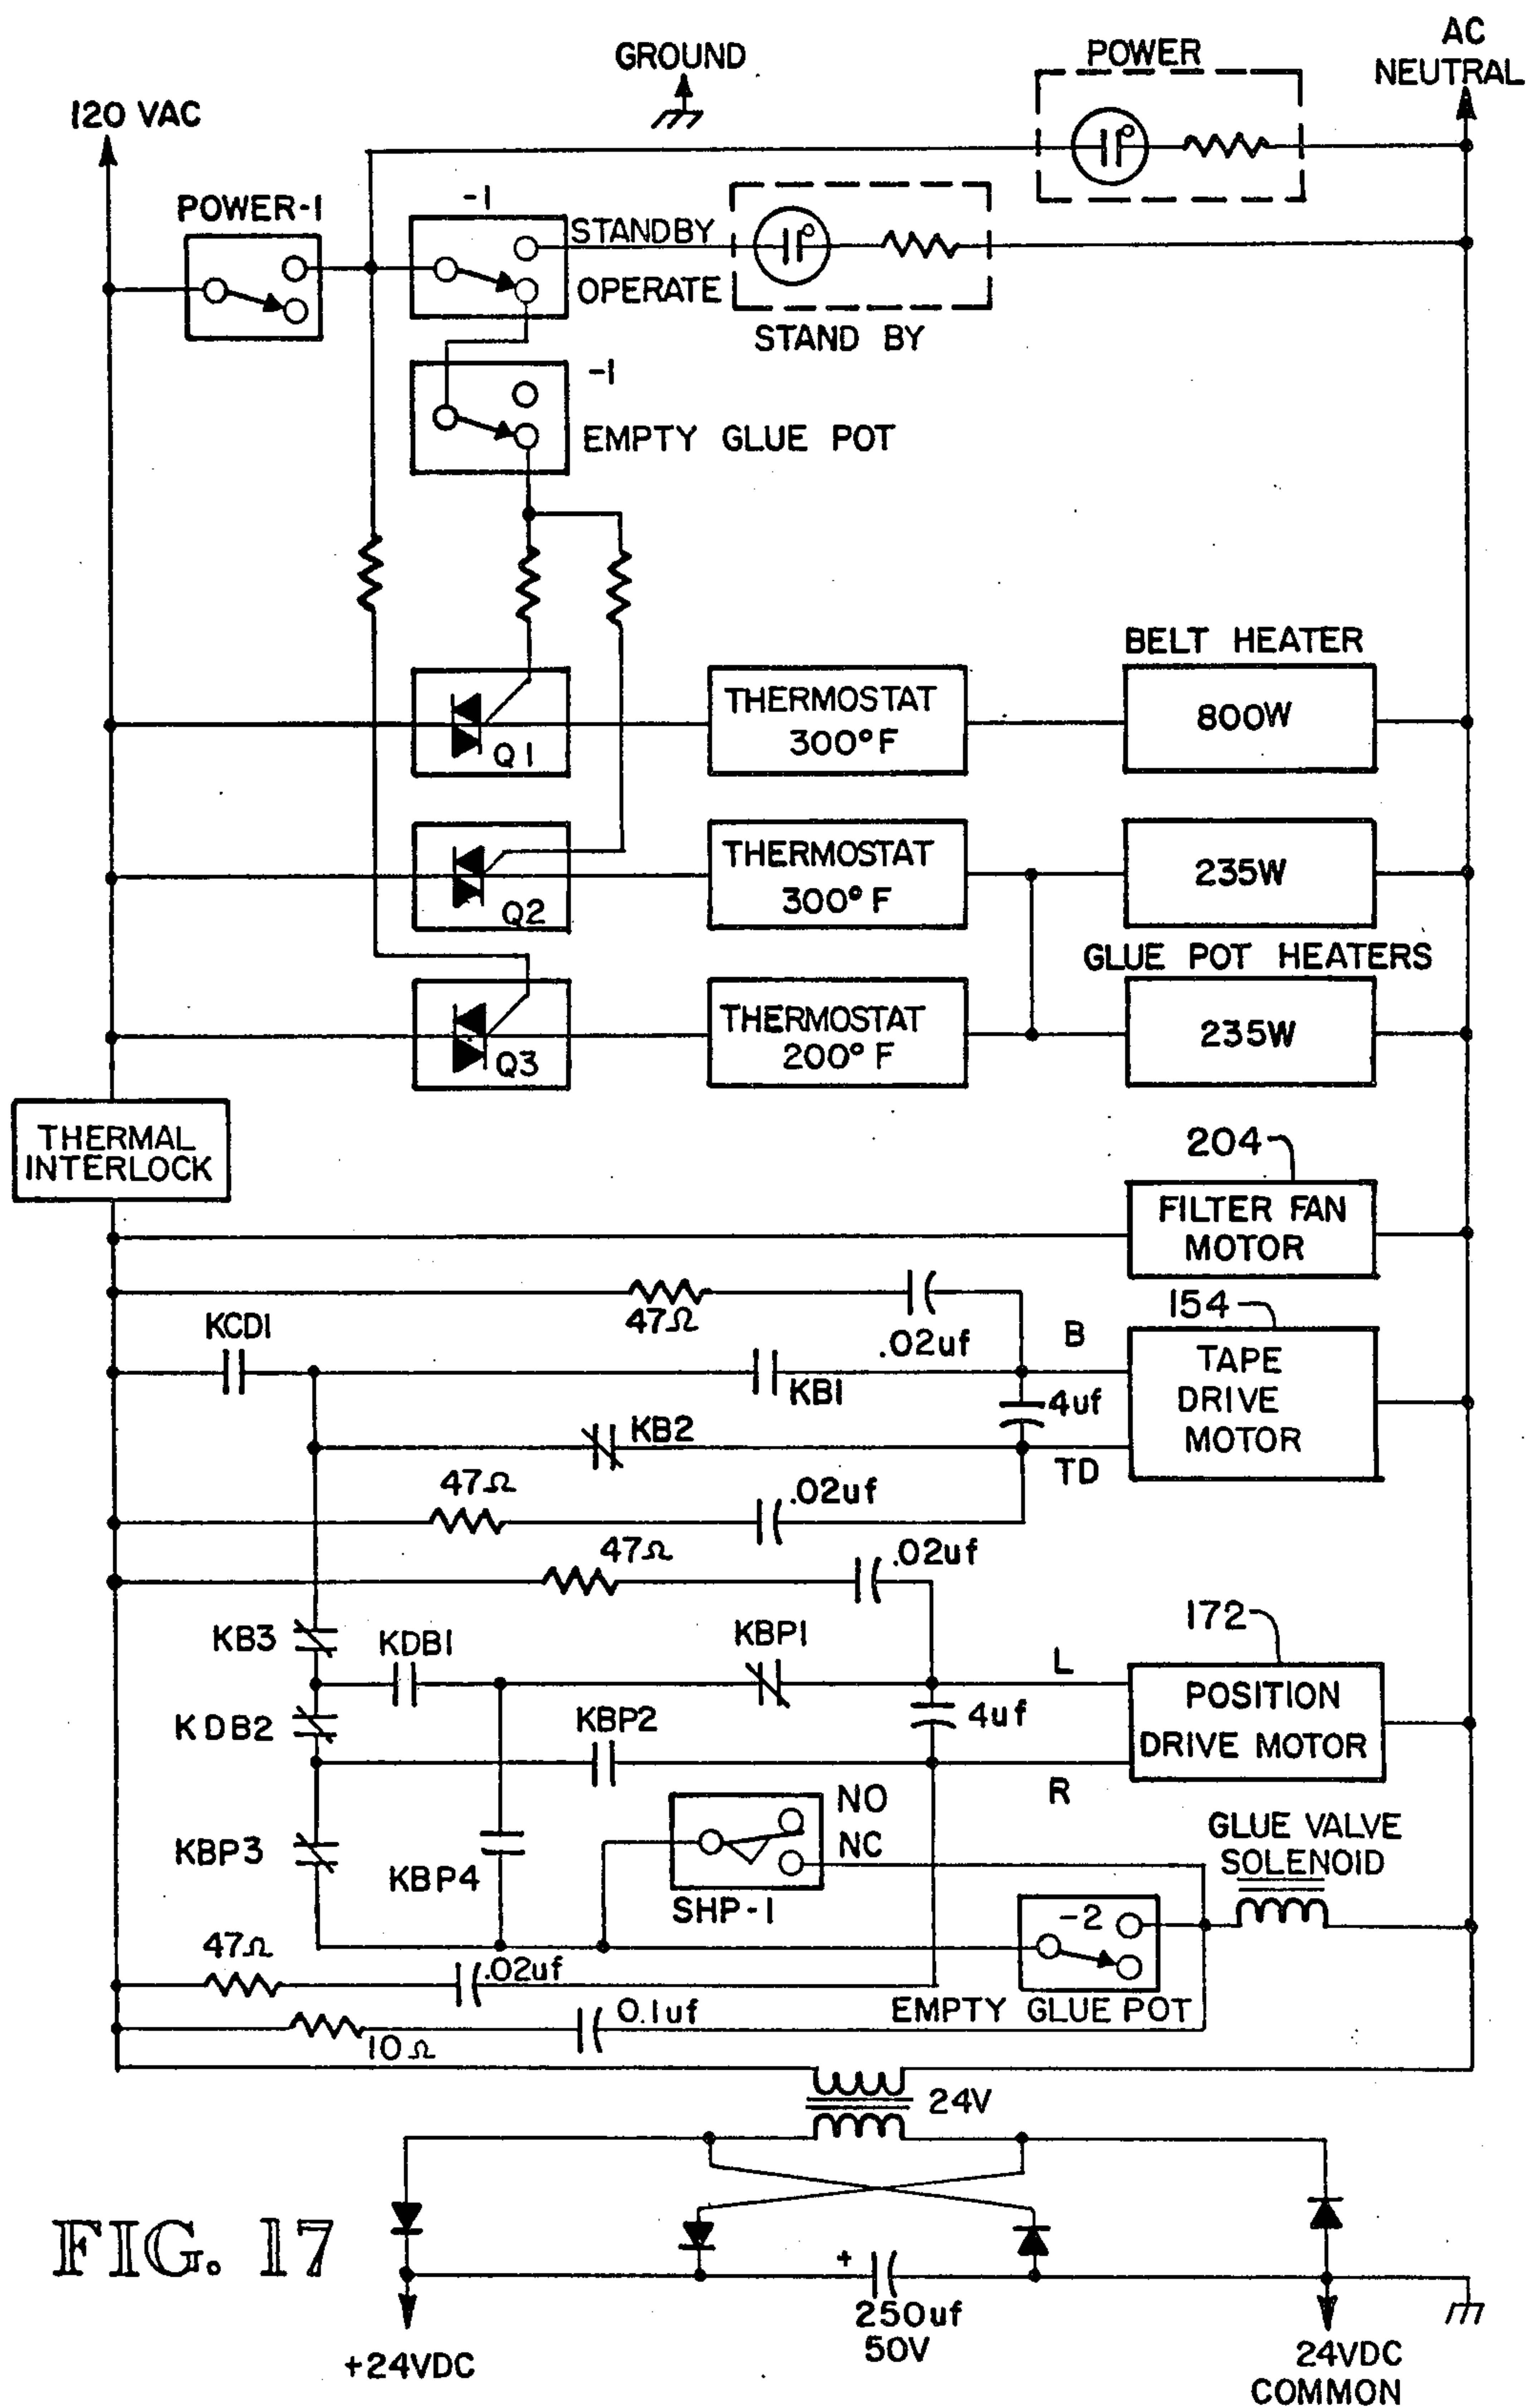 GROUND
POWER
AC
NEUTRAL
120 VAC
POWER-1
-1
STANDBY
OPERATE
STAND BY
-1
EMPTY GLUE POT
BELT HEATER
Q1
THERMOSTAT
300° F
800W
Q2
THERMOSTAT
300° F
235W
GLUE POT HEATERS
Q3
THERMOSTAT
200° F
235W
THERMAL
INTERLOCK
204
FILTER FAN
MOTOR
47Ω
.02uf
154
KCD1
KB1
B
4uf
TAPE
DRIVE
MOTOR
KB2
TD
47Ω
.02uf
47Ω
.02uf
KB3
KDB1
KBP1
L
172
KDB2
KBP2
4uf
POSITION
DRIVE MOTOR
R
KBP3
KBP4
NO
NC
SHP-1
GLUE VALVE
SOLENOID
-2
EMPTY GLUE POT
47Ω
.02uf
10Ω
0.1uf
24V
FIG. 17
+
250uf
50V
+24VDC
24VDC
COMMON